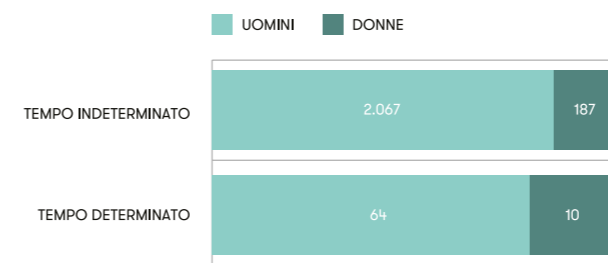 UOMINI DONNE
TEMPO INDETERMINATO 2.067 187
TEMPO DETERMINATO 64 10